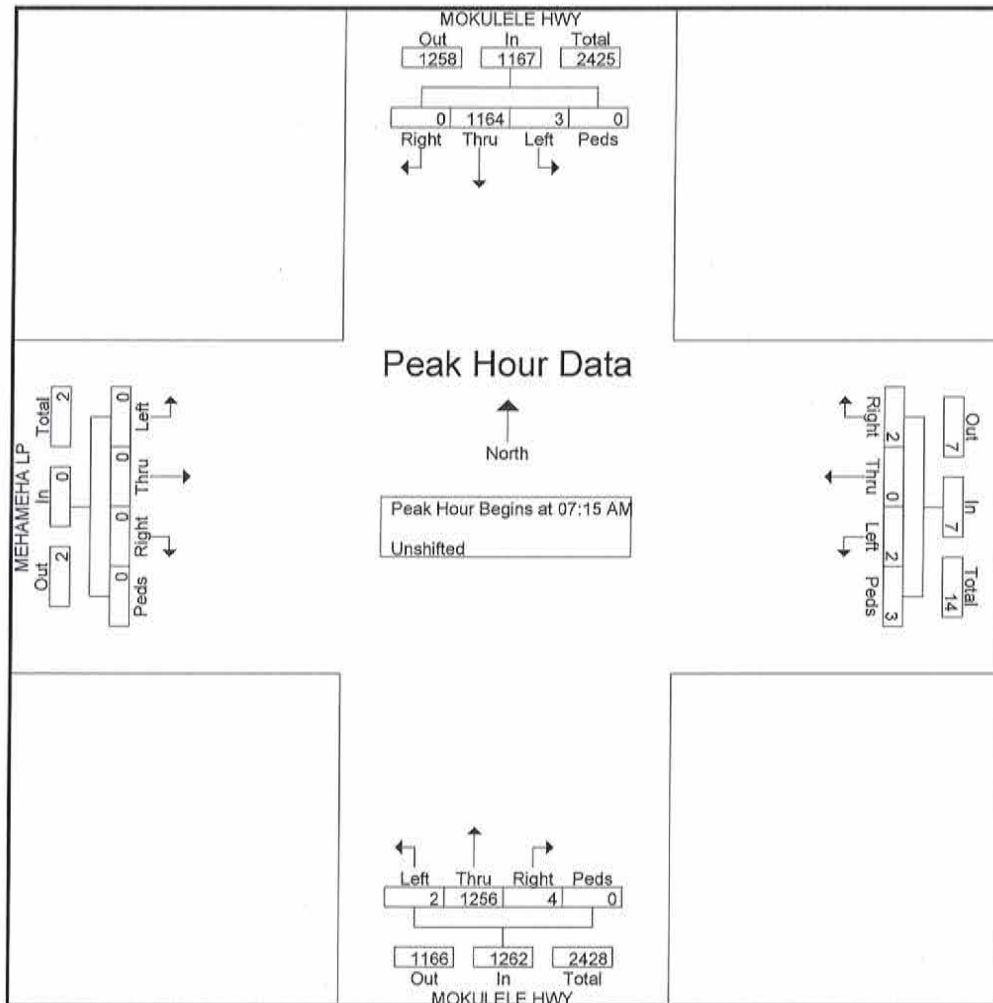 MOKULELE HWY
Out In Total
1258 1167 2425
0 1164 3 0
Right Thru Left Peds
Peak Hour Data
North
Peak Hour Begins at 07:15 AM
Unshifted
MEHAMEHA LP
Total In Out
2 0 2
0 0 0 0
Left Thru Right Peds
Right Thru Left Peds
2 0 2 3
Out In Total
7 7 14
Left Thru Right Peds
2 1256 4 0
1166 1262 2428
Out In Total
MOKULELE HWY